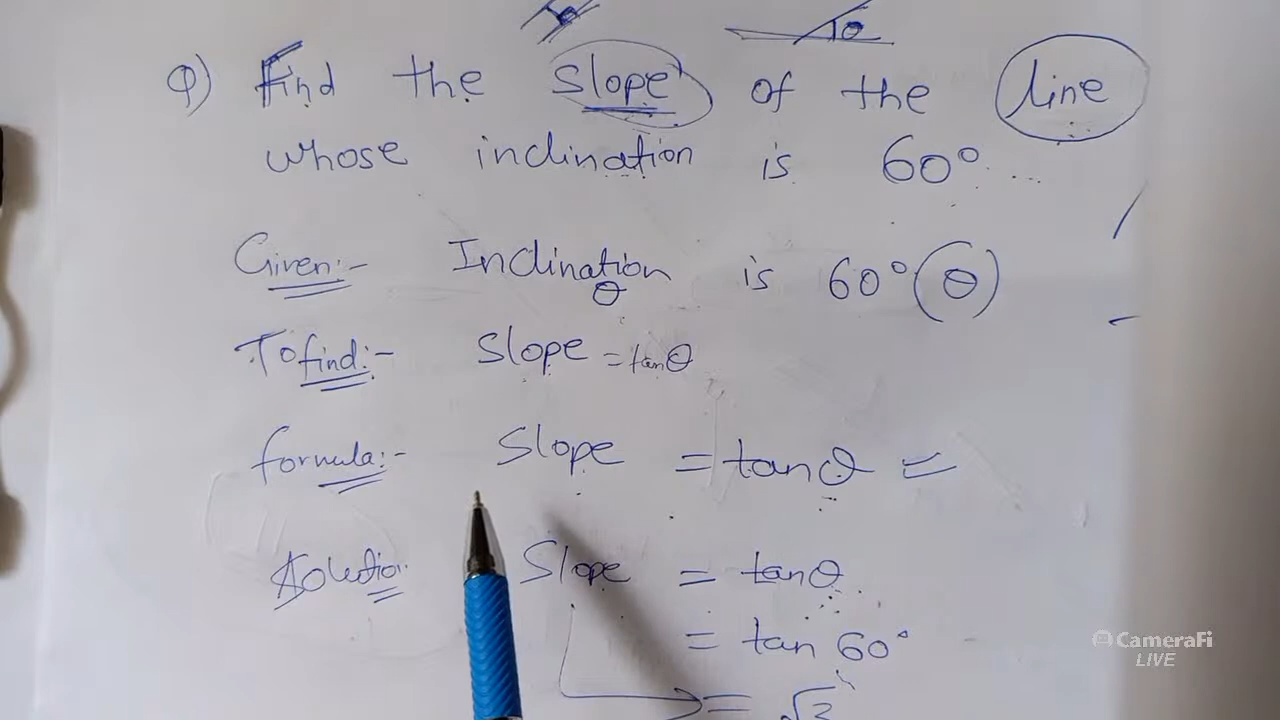 θ
Q) Find the slope of the line
whose inclination is 60°
Given:- Inclination is 60° (θ)
θ
To find:- Slope = tanθ
formula:- Slope = tanθ =
Solution Slope = tanθ
= tan 60°
= √3
CameraFi
LIVE